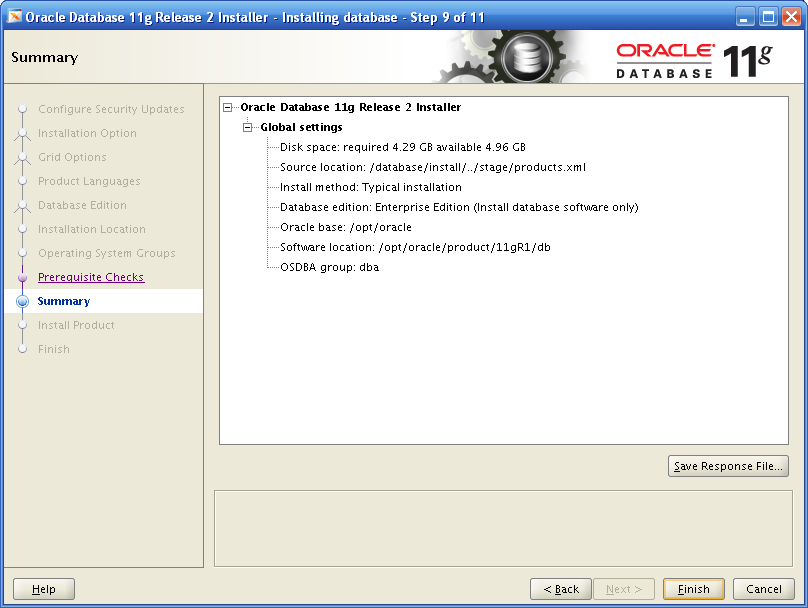 Oracle Database 11g Release 2 Installer - Installing database - Step 9 of 11
Summary
ORACLE
DATABASE 11g
Configure Security Updates
Installation Option
Grid Options
Product Languages
Database Edition
Installation Location
Operating System Groups
Prerequisite Checks
Summary
Install Product
Finish
Oracle Database 11g Release 2 Installer
Global settings
Disk space: required 4.29 GB available 4.96 GB
Source location: /database/install/../stage/products.xml
Install method: Typical installation
Database edition: Enterprise Edition (Install database software only)
Oracle base: /opt/oracle
Software location: /opt/oracle/product/11gR1/db
OSDBA group: dba
Save Response File...
Help
< Back
Next >
Finish
Cancel